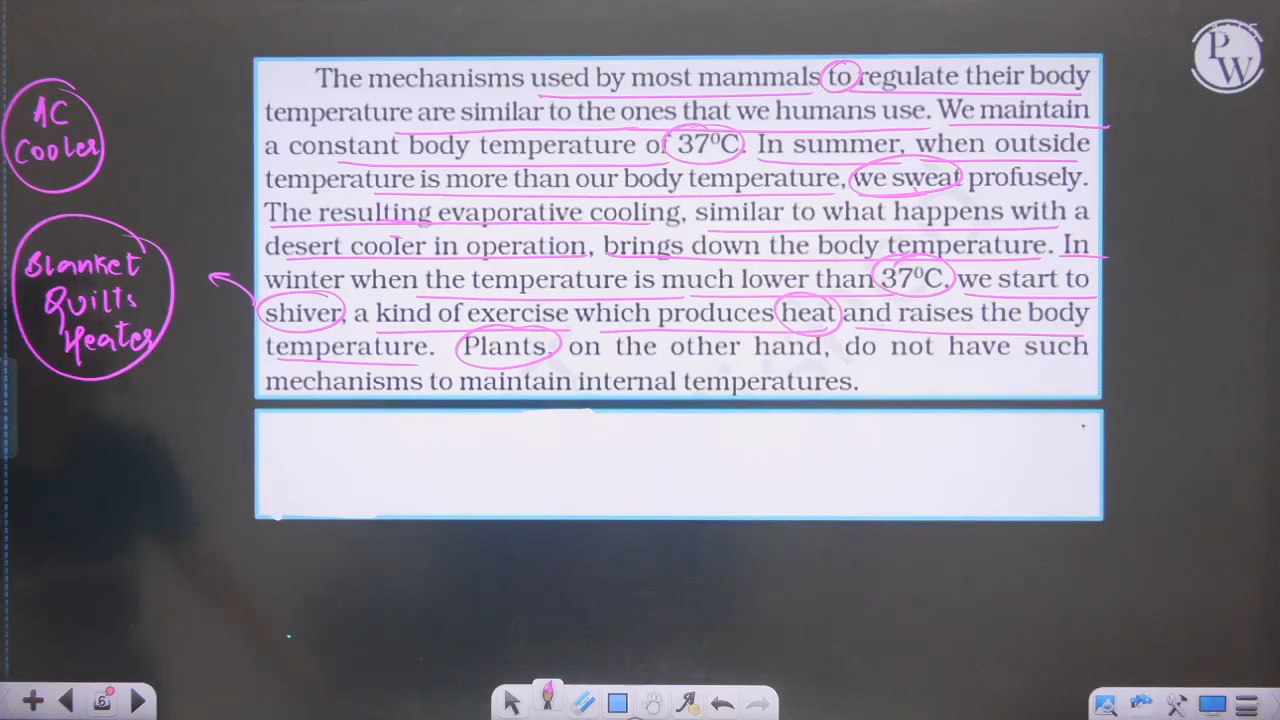 PW
AC
Cooler
Blanket
Quilts
Heater
The mechanisms used by most mammals to regulate their body
temperature are similar to the ones that we humans use. We maintain
a constant body temperature of 37⁰C. In summer, when outside
temperature is more than our body temperature, we sweat profusely.
The resulting evaporative cooling, similar to what happens with a
desert cooler in operation, brings down the body temperature. In
winter when the temperature is much lower than 37⁰C, we start to
shiver, a kind of exercise which produces heat and raises the body
temperature. Plants, on the other hand, do not have such
mechanisms to maintain internal temperatures.
6